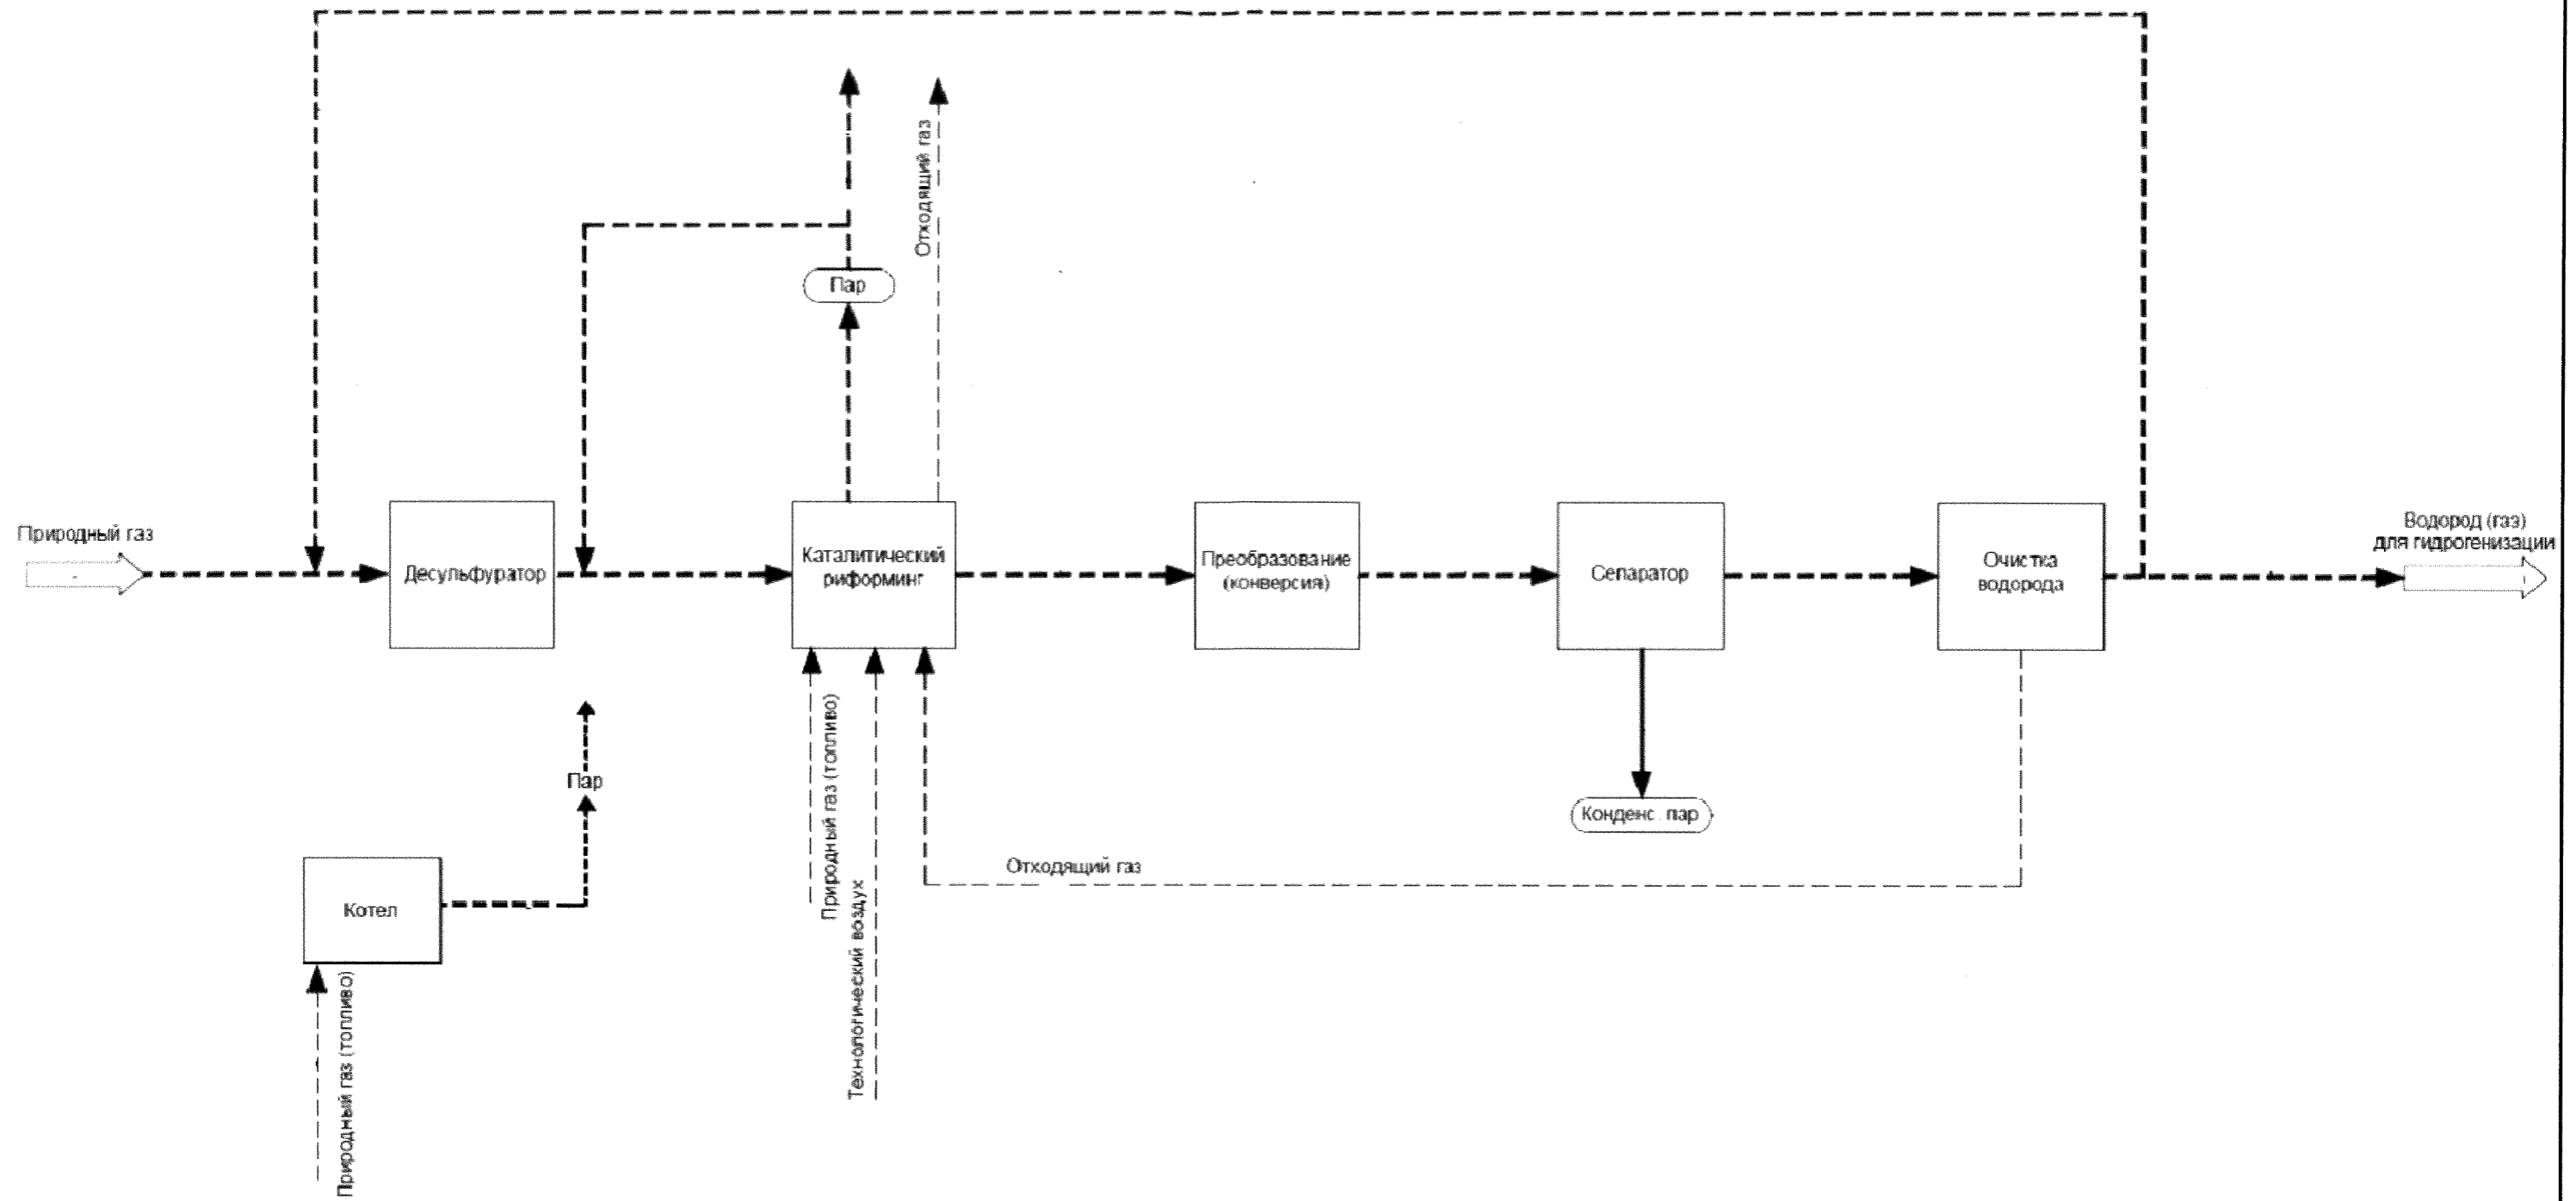 Отходящий газ
Пар
Природный газ
Десульфуратор
Каталитический
риформинг
Преобразование
(конверсия)
Сепаратор
Очистка
водорода
Водород (газ)
для гидрогенизации
Природный газ (топливо)
Технологический воздух
Пар
Конденс. пар
Отходящий газ
Котел
Природный газ (топливо)